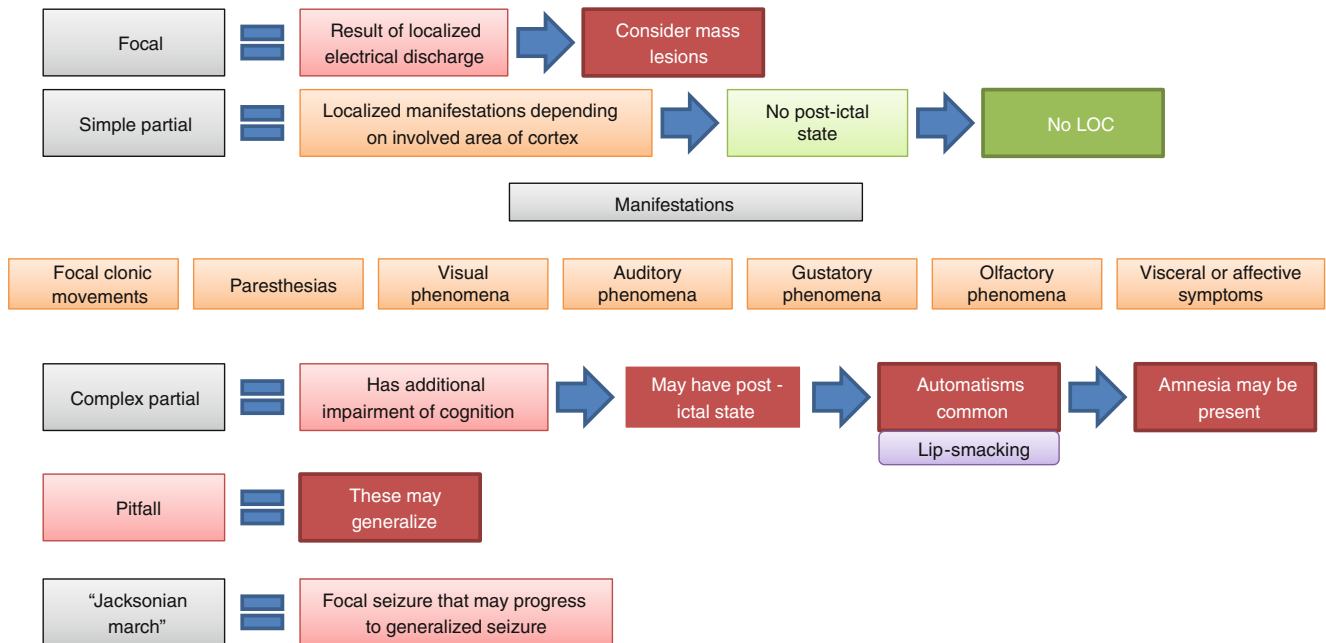 Focal
Result of localized
electrical discharge
Consider mass
lesions
Simple partial
Localized manifestations depending
on involved area of cortex
No post-ictal
state
No LOC
Manifestations
Focal clonic
movements
Paresthesias
Visual
phenomena
Auditory
phenomena
Gustatory
phenomena
Olfactory
phenomena
Visceral or affective
symptoms
Complex partial
Has additional
impairment of cognition
May have post -
ictal state
Automatisms
common
Lip-smacking
Amnesia may be
present
Pitfall
These may
generalize
“Jacksonian
march”
Focal seizure that may progress
to generalized seizure